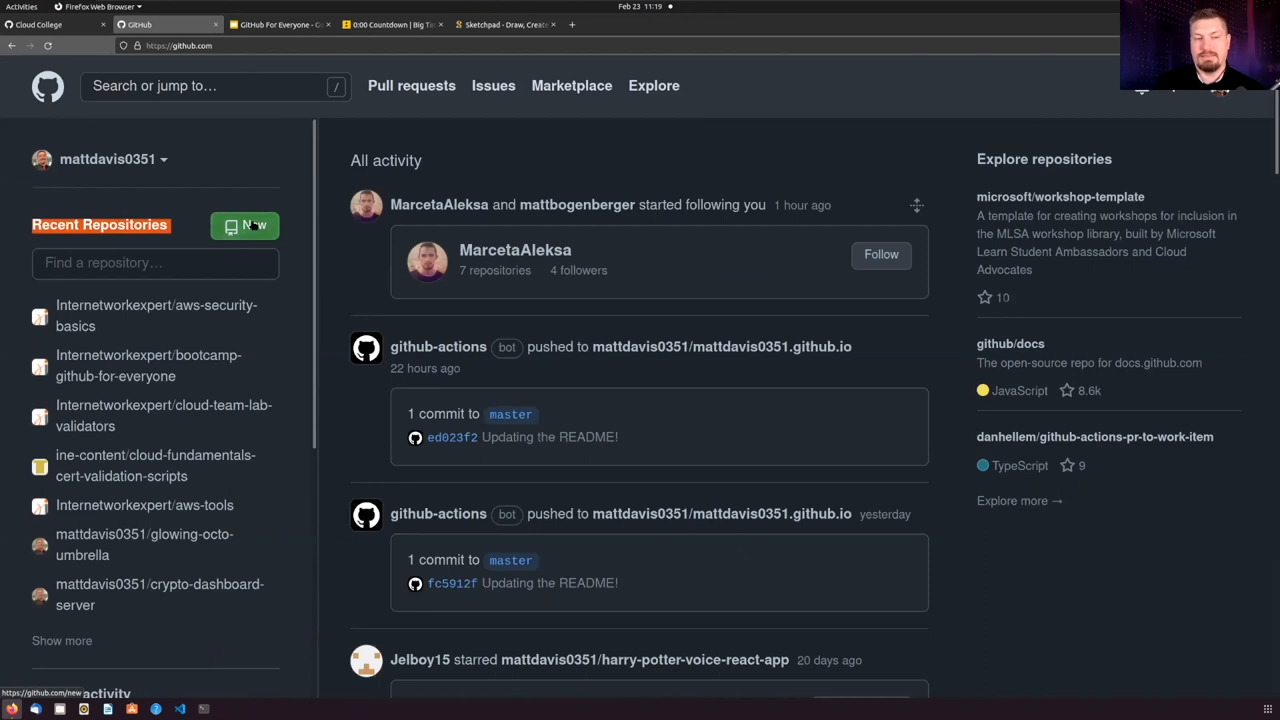 Activities
Firefox Web Browser
Feb 23 11:19
Cloud College
GitHub
GitHub For Everyone - Go
0:00 Countdown | Big Ti
Sketchpad - Draw, Create
https://github.com
Search or jump to…
/
Pull requests
Issues
Marketplace
Explore
mattdavis0351
Recent Repositories
New
Find a repository…
Internetworkexpert/aws-security-
basics
Internetworkexpert/bootcamp-
github-for-everyone
Internetworkexpert/cloud-team-lab-
validators
ine-content/cloud-fundamentals-
cert-validation-scripts
Internetworkexpert/aws-tools
mattdavis0351/glowing-octo-
umbrella
mattdavis0351/crypto-dashboard-
server
Show more
activity
https://github.com/new
All activity
MarcetaAleksa and mattbogenberger started following you 1 hour ago
MarcetaAleksa
7 repositories 4 followers
Follow
github-actions bot pushed to mattdavis0351/mattdavis0351.github.io
22 hours ago
1 commit to master
ed023f2 Updating the README!
github-actions bot pushed to mattdavis0351/mattdavis0351.github.io yesterday
1 commit to master
fc5912f Updating the README!
Jelboy15 starred mattdavis0351/harry-potter-voice-react-app 20 days ago
Explore repositories
microsoft/workshop-template
A template for creating workshops for inclusion in
the MLSA workshop library, built by Microsoft
Learn Student Ambassadors and Cloud
Advocates
10
github/docs
The open-source repo for docs.github.com
JavaScript 8.6k
danhellem/github-actions-pr-to-work-item
TypeScript 9
Explore more →